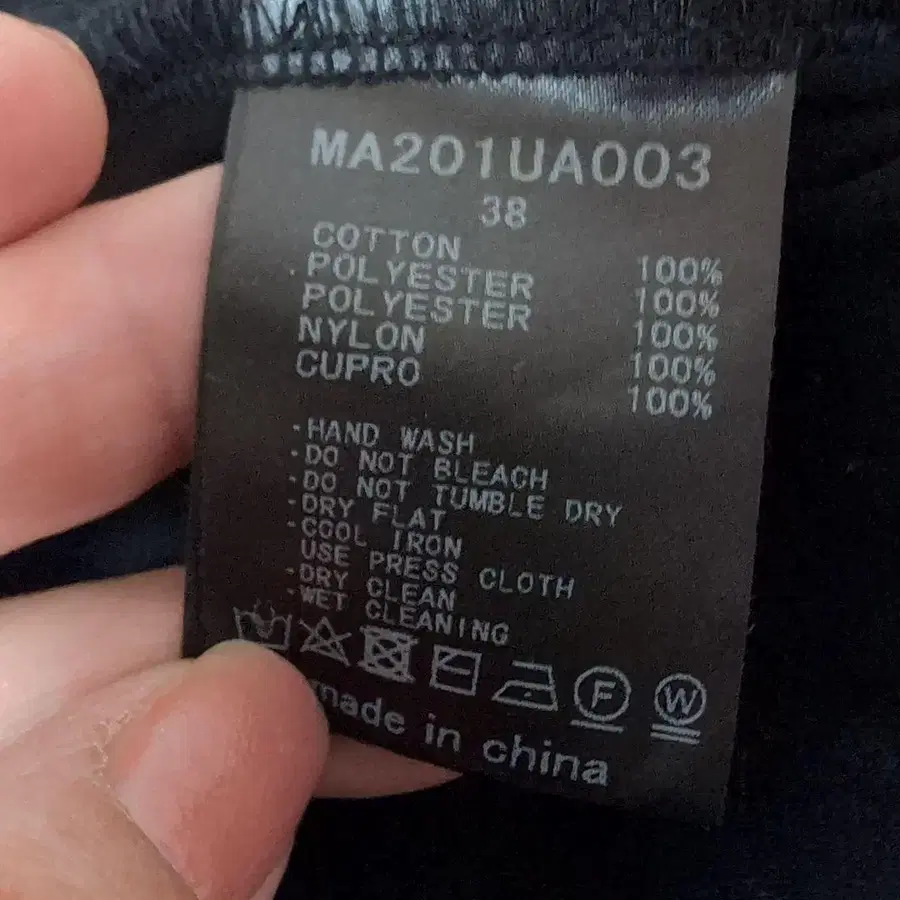 MA201UA003
38
COTTON 100%
POLYESTER 100%
POLYESTER 100%
NYLON 100%
CUPRO 100%
-HAND WASH
-DO NOT BLEACH
-DO NOT TUMBLE DRY
-DRY FLAT
-COOL IRON
USE PRESS CLOTH
-DRY CLEAN
-WET CLEANING
F W
made in china